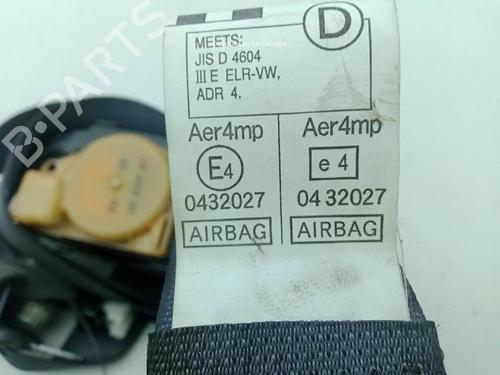 D
MEETS:
JIS D 4604
III E ELR-VW,
ADR 4.
Aer4mp Aer4mp
E4 e 4
0432027 04 32027
AIRBAG AIRBAG
B-PARTS